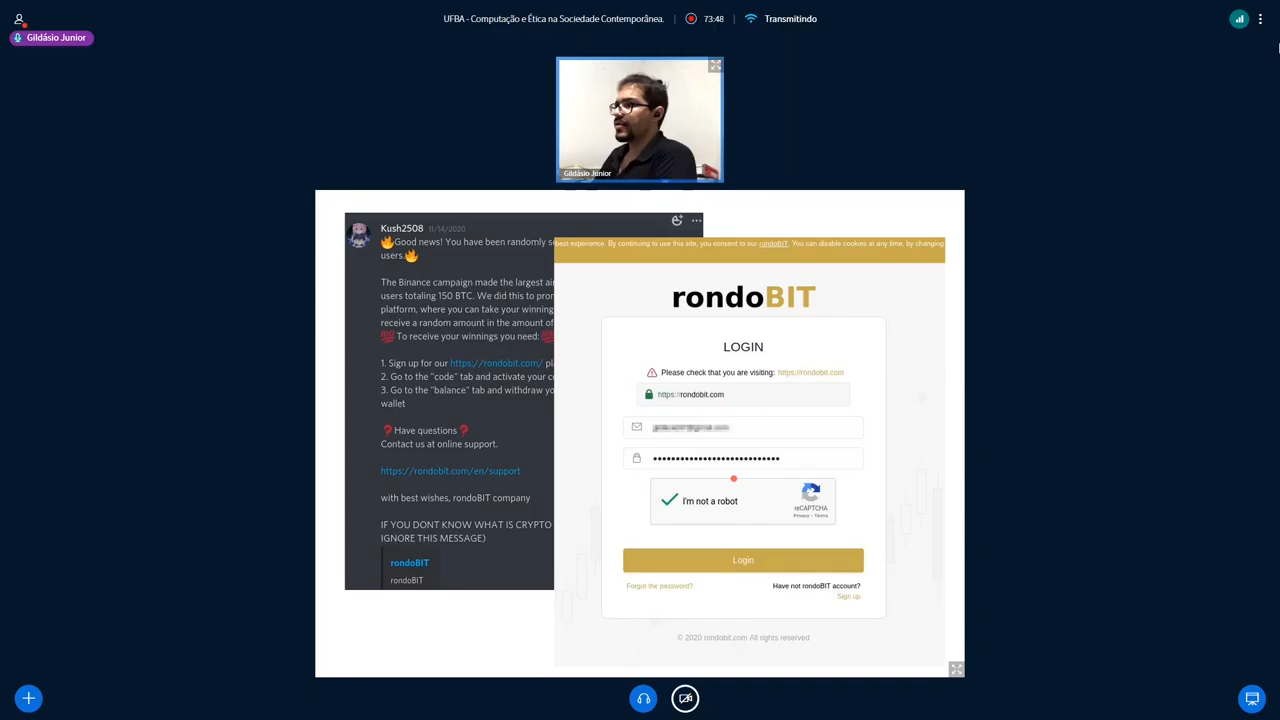 UFBA - Computação e Ética na Sociedade Contemporânea.
73:48
Transmitindo
Gildásio Junior
Gildásio Junior
Kush2508 11/14/2020
Good news! You have been randomly
users.
The Binance campaign made the largest
users totaling 150 BTC. We did this to
platform, where you can take your winning
receive a random amount in the amount of
100 To receive your winnings you need: 100
1. Sign up for our https://rondobit.com/
2. Go to the "code" tab and activate your
3. Go to the "balance" tab and withdraw
wallet
❓Have questions❓
Contact us at online support.
https://rondobit.com/en/support
with best wishes, rondoBIT company
IF YOU DONT KNOW WHAT IS CRYPTO
IGNORE THIS MESSAGE)
rondoBIT
rondoBIT
best experience. By continuing to use this site, you consent to our rondoBIT. You can disable cookies at any time, by changing
rondoBIT
LOGIN
Please check that you are visiting: https://rondobit.com
https://rondobit.com
I'm not a robot
reCAPTCHA
Privacy - Terms
Login
Forgot the password?
Have not rondoBIT account?
Sign up
© 2020 rondobit.com All rights reserved